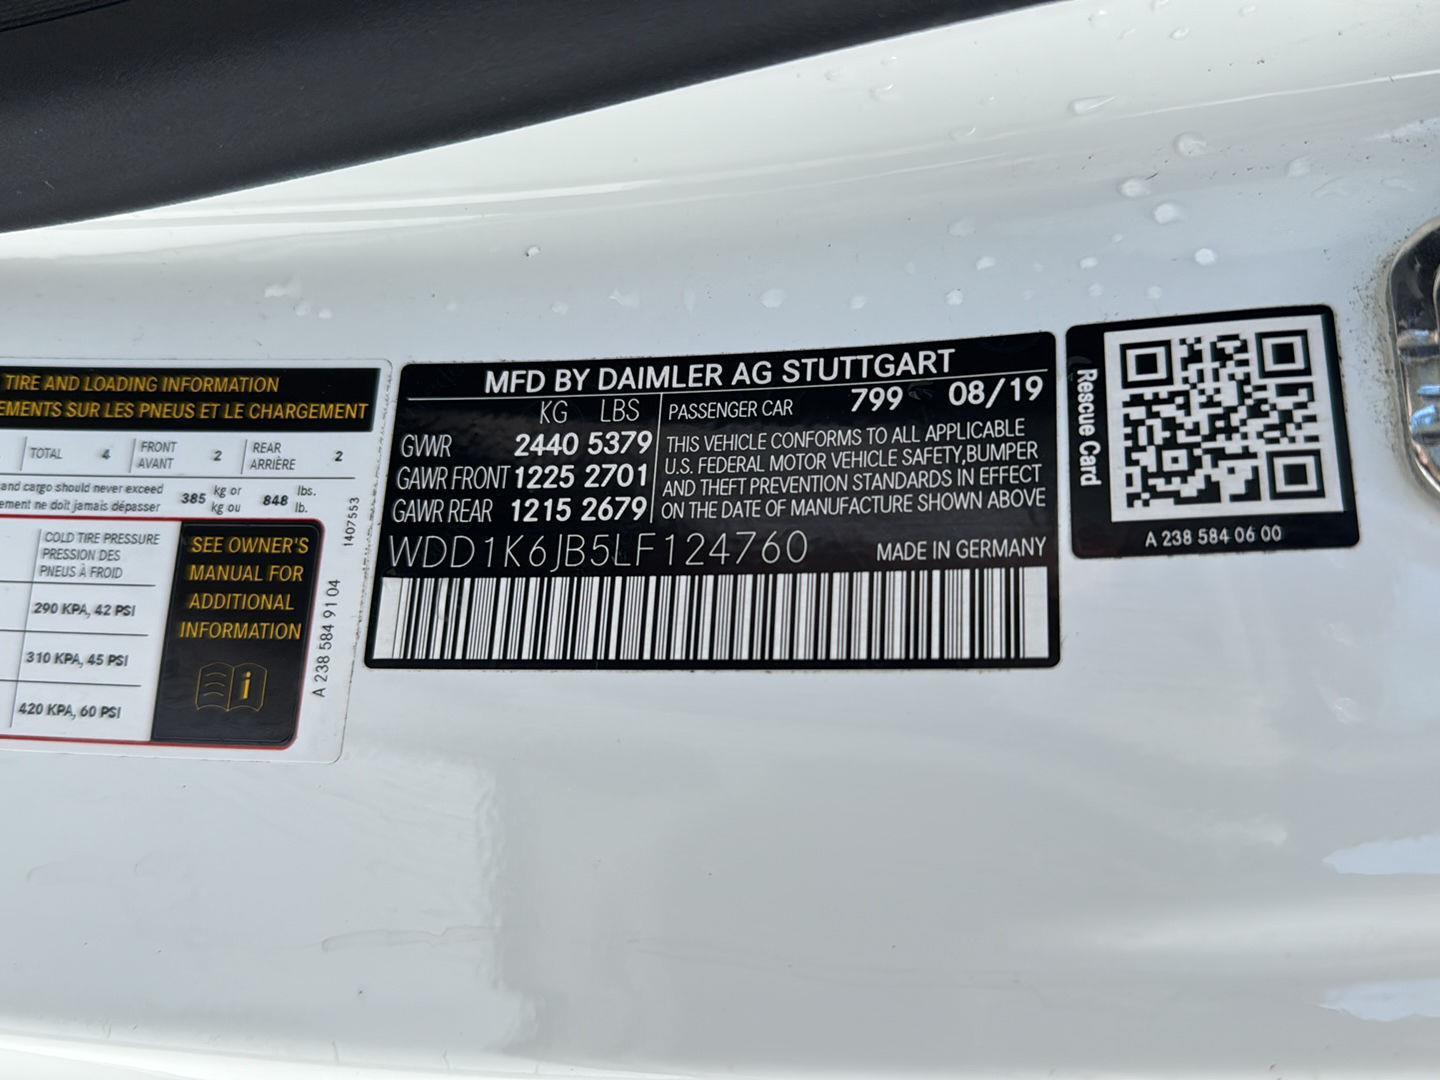 TIRE AND LOADING INFORMATION
EMENTS SUR LES PNEUS ET LE CHARGEMENT
TOTAL 4 FRONT AVANT 2 REAR ARRIÈRE 2
and cargo should never exceed 385 kg or 848 lbs.
ement ne doit jamais dépasser kg ou lb.
COLD TIRE PRESSURE
PRESSION DES
PNEUS À FROID
290 KPA, 42 PSI
310 KPA, 45 PSI
420 KPA, 60 PSI
SEE OWNER'S
MANUAL FOR
ADDITIONAL
INFORMATION
i
1407553
A 238 584 91 04
MFD BY DAIMLER AG STUTTGART
KG LBS
GVWR 2440 5379
GAWR FRONT 1225 2701
GAWR REAR 1215 2679
PASSENGER CAR 799 08/19
THIS VEHICLE CONFORMS TO ALL APPLICABLE
U.S. FEDERAL MOTOR VEHICLE SAFETY,BUMPER
AND THEFT PREVENTION STANDARDS IN EFFECT
ON THE DATE OF MANUFACTURE SHOWN ABOVE
WDD1K6JB5LF124760 MADE IN GERMANY
Rescue Card
A 238 584 06 00